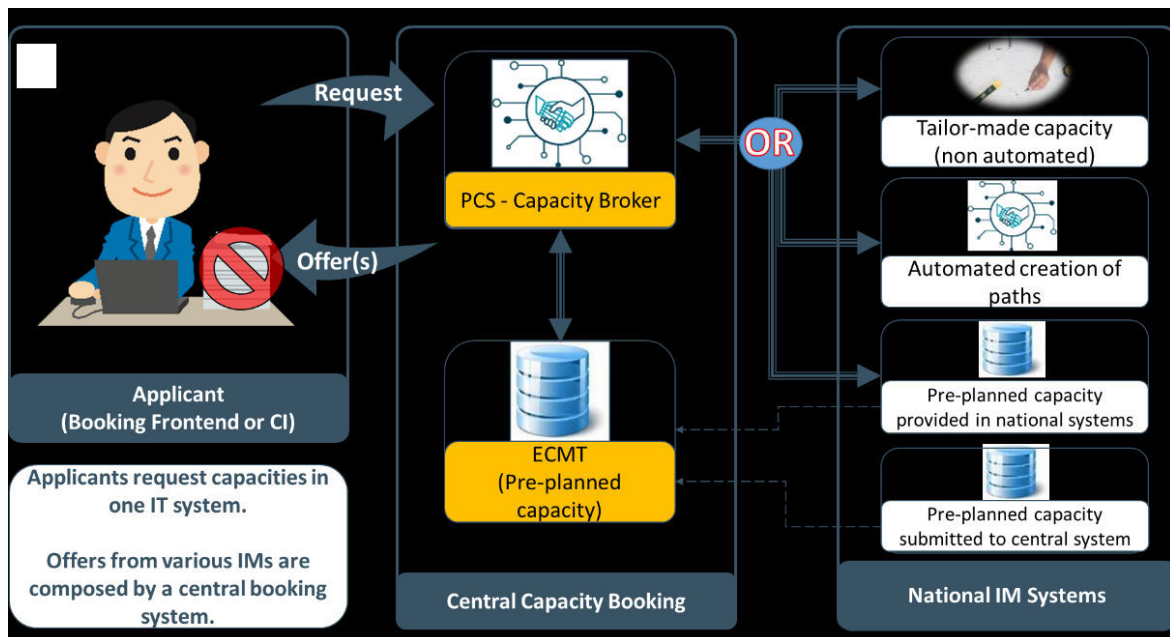 Request
Offer(s)
Applicant
(Booking Frontend or CI)
Applicants request capacities in
one IT system.
Offers from various IMs are
composed by a central booking
system.
PCS - Capacity Broker
ECMT
(Pre-planned
capacity)
Central Capacity Booking
OR
Tailor-made capacity
(non automated)
Automated creation of
paths
Pre-planned capacity
provided in national systems
Pre-planned capacity
submitted to central system
National IM Systems